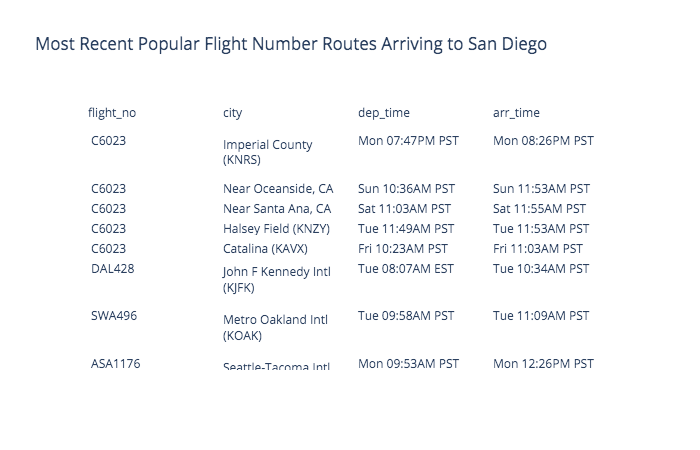 Most Recent Popular Flight Number Routes Arriving to San Diego
flight_no city dep_time arr_time
C6023 Imperial County (KNRS) Mon 07:47PM PST Mon 08:26PM PST
C6023 Near Oceanside, CA Sun 10:36AM PST Sun 11:53AM PST
C6023 Near Santa Ana, CA Sat 11:03AM PST Sat 11:55AM PST
C6023 Halsey Field (KNZY) Tue 11:49AM PST Tue 11:53AM PST
C6023 Catalina (KAVX) Fri 10:23AM PST Fri 11:03AM PST
DAL428 John F Kennedy Intl (KJFK) Tue 08:07AM EST Tue 10:34AM PST
SWA496 Metro Oakland Intl (KOAK) Tue 09:58AM PST Tue 11:09AM PST
ASA1176 Seattle-Tacoma Intl Mon 09:53AM PST Mon 12:26PM PST